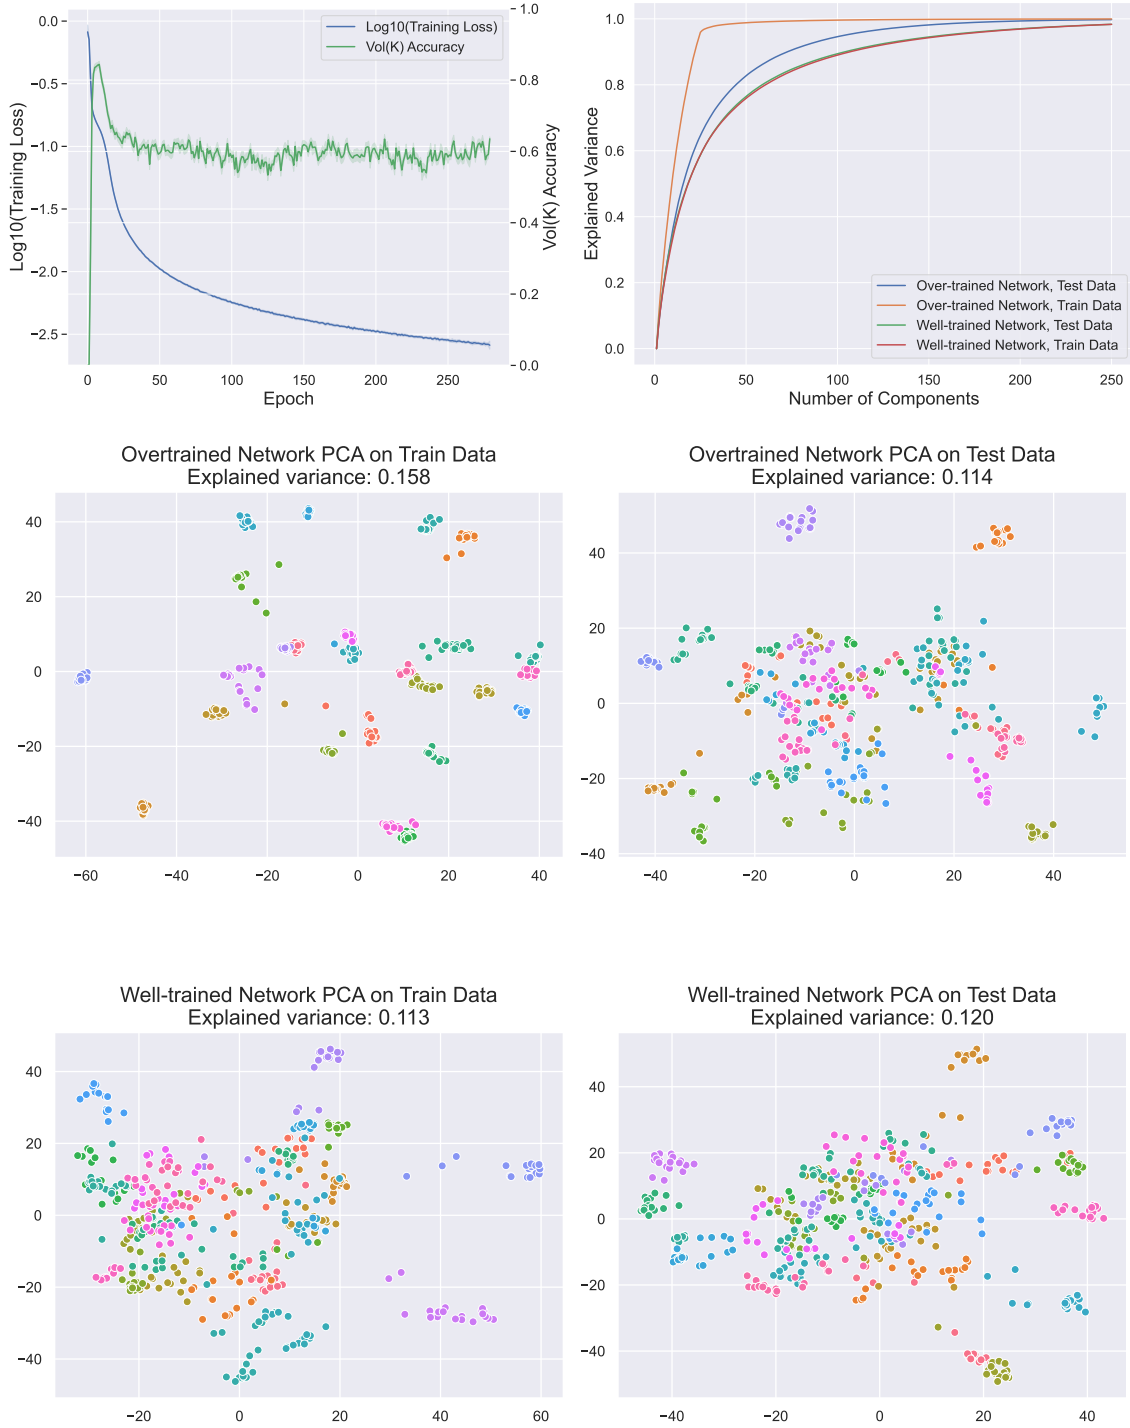 Log10(Training Loss)
Vol(K) Accuracy
0.0
−0.5
−1.0
−1.5
−2.0
−2.5
Log10(Training Loss)
1.0
0.8
0.6
0.4
0.2
0.0
Vol(K) Accuracy
0 50 100 150 200 250
Epoch
1.0
0.8
0.6
0.4
0.2
0.0
Explained Variance
Over-trained Network, Test Data
Over-trained Network, Train Data
Well-trained Network, Test Data
Well-trained Network, Train Data
0 50 100 150 200 250
Number of Components
Overtrained Network PCA on Train Data
Explained variance: 0.158
40
20
0
−20
−40
−60 −40 −20 0 20 40
Overtrained Network PCA on Test Data
Explained variance: 0.114
40
20
0
−20
−40
−40 −20 0 20 40
Well-trained Network PCA on Train Data
Explained variance: 0.113
40
20
0
−20
−40
−20 0 20 40 60
Well-trained Network PCA on Test Data
Explained variance: 0.120
40
20
0
−20
−40
−40 −20 0 20 40